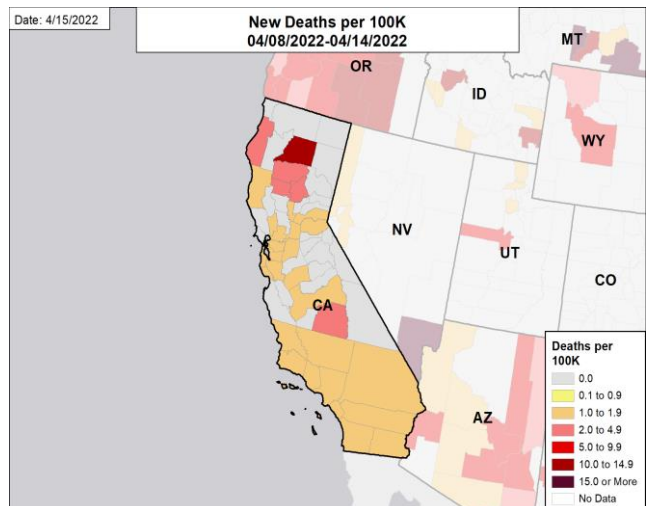 Date: 4/15/2022
New Deaths per 100K
04/08/2022-04/14/2022
MT
OR
ID
WY
NV
UT
CO
CA
AZ
Deaths per
100K
0.0
0.1 to 0.9
1.0 to 1.9
2.0 to 4.9
5.0 to 9.9
10.0 to 14.9
15.0 or More
No Data